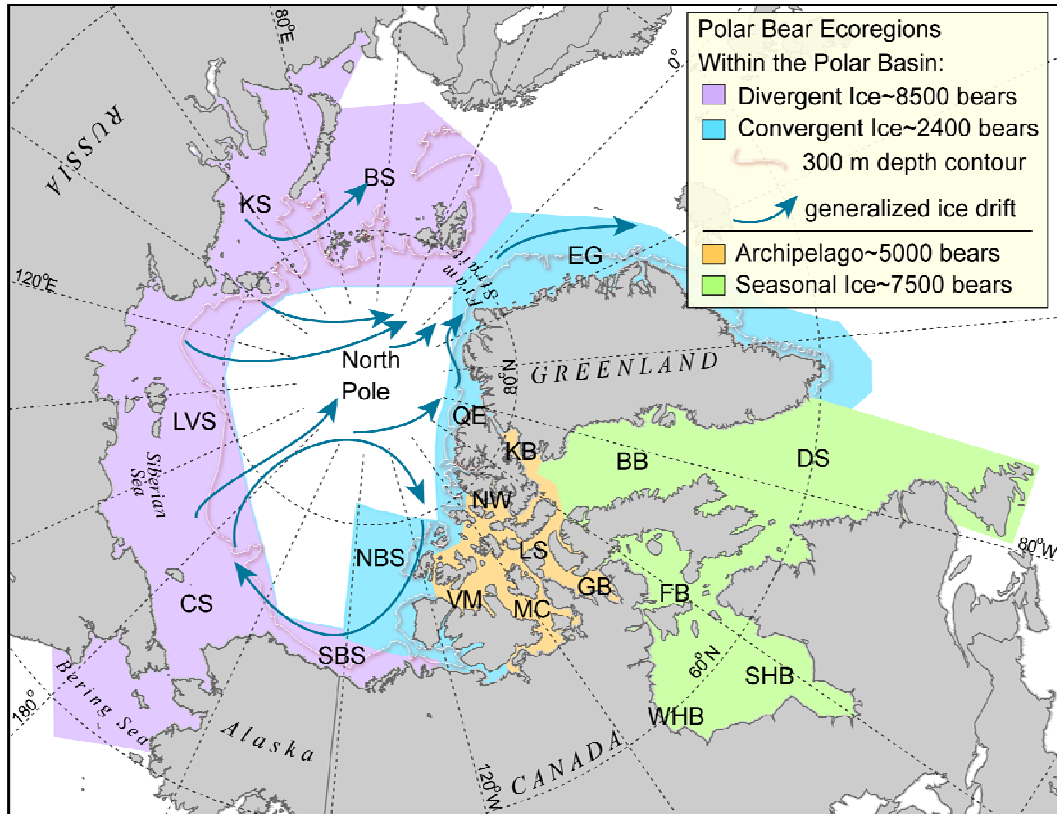 Polar Bear Ecoregions
Within the Polar Basin:
Divergent Ice~8500 bears
Convergent Ice~2400 bears
300 m depth contour
generalized ice drift
Archipelago~5000 bears
Seasonal Ice~7500 bears
80°E
0°
RUSSIA
BS
KS
EG
120°E
Fram
Strait
North
Pole
GREENLAND
80°N
QE
LVS
Siberian
Sea
KB
BB
DS
NW
NBS
LS
80°W
CS
VM
MC
GB
FB
SBS
60°N
SHB
WHB
Bering Sea
180°
Alaska
CANADA
120°W